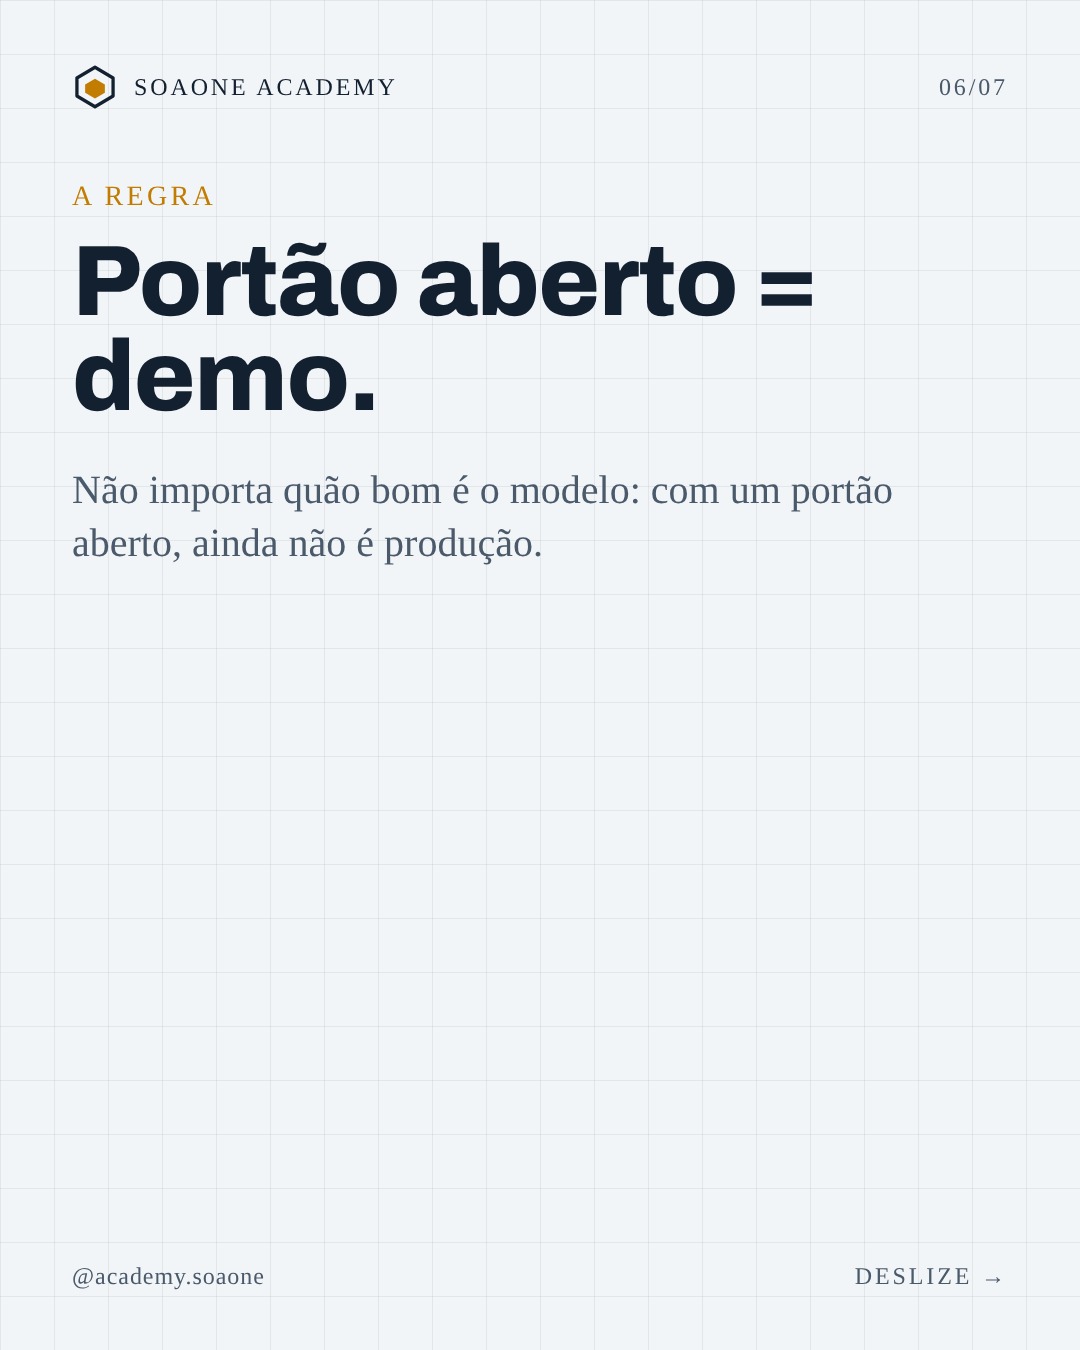 SOAONE ACADEMY
06/07
A REGRA
Portão aberto =
demo.
Não importa quão bom é o modelo: com um portão
aberto, ainda não é produção.
@academy.soaone
DESLIZE →